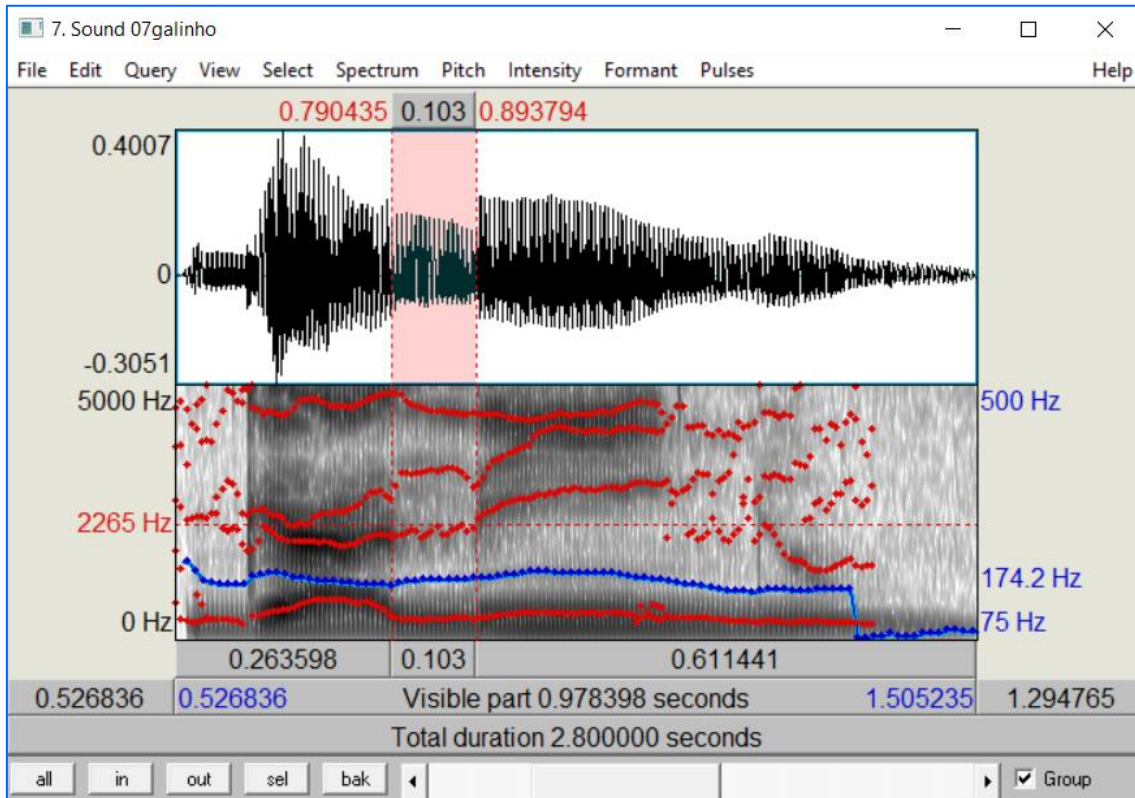 7. Sound 07galinho
File Edit Query View Select Spectrum Pitch Intensity Formant Pulses Help
0.790435 0.103 0.893794
0.4007
0
-0.3051
5000 Hz 500 Hz
2265 Hz
174.2 Hz
0 Hz 75 Hz
0.263598 0.103 0.611441
0.526836 0.526836 Visible part 0.978398 seconds 1.505235 1.294765
Total duration 2.800000 seconds
all in out sel bak Group